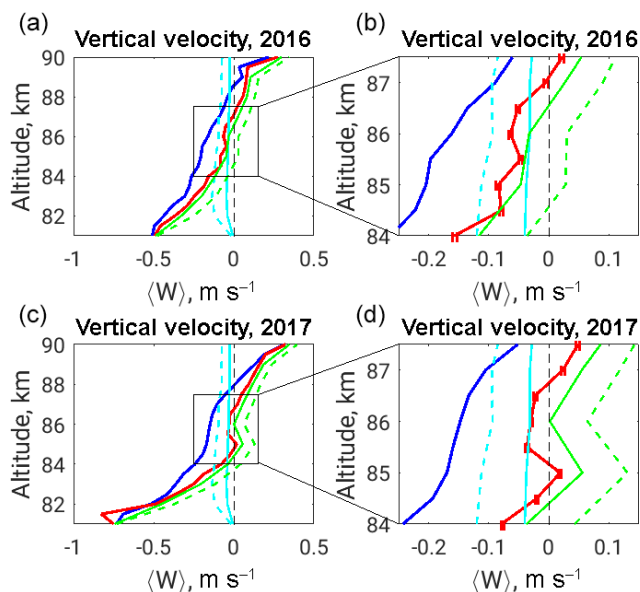 (a)
Vertical velocity, 2016
90
88
86
84
82
Altitude, km
-1
-0.5
0
0.5
⟨W⟩, m s⁻¹
(b)
Vertical velocity, 2016
87
86
85
84
Altitude, km
-0.2
-0.1
0
0.1
⟨W⟩, m s⁻¹
(c)
Vertical velocity, 2017
90
88
86
84
82
Altitude, km
-1
-0.5
0
0.5
⟨W⟩, m s⁻¹
(d)
Vertical velocity, 2017
87
86
85
84
Altitude, km
-0.2
-0.1
0
0.1
⟨W⟩, m s⁻¹